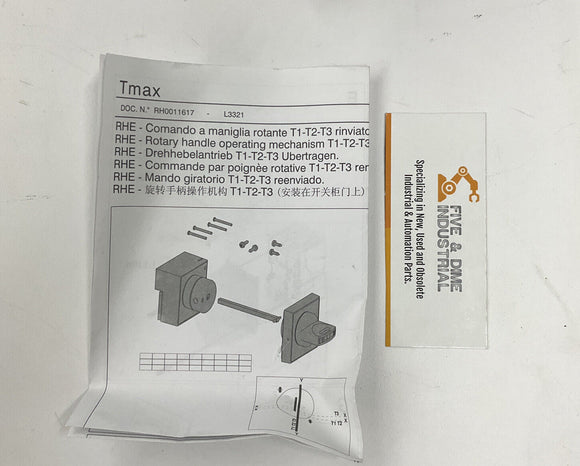 Tmax
DOC. N.° RH0011617 - L3321
RHE - Comando a maniglia rotante T1-T2-T3 rinviato
RHE - Rotary handle operating mechanism T1-T2-T3
RHE - Drehhebelantrieb T1-T2-T3 Ubertragen.
RHE - Commande par poignèe rotative T1-T2-T3
RHE - Mando giratorio T1-T2-T3 reenviado.
RHE - 旋转手柄操作机构 T1-T2-T3 (安装在开关柜门上)
FIVE & DIME
INDUSTRIAL
Specializing in New, Used and Obsolete
Industrial & Automation Parts.